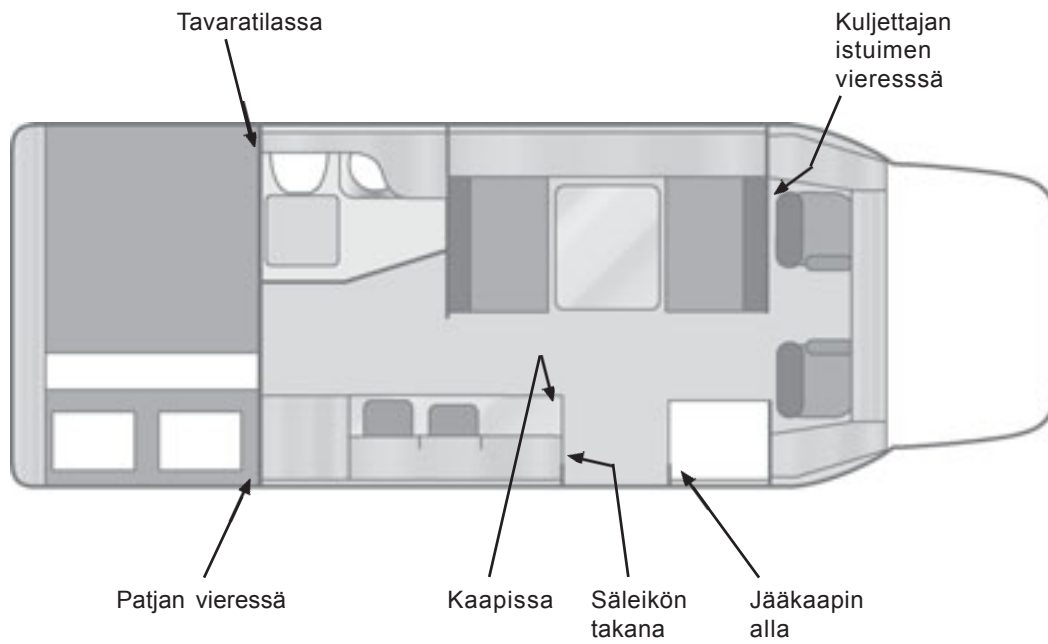 Tavaratilassa
Kuljettajan
istuimen
vieresssä
Patjan vieressä
Kaapissa
Säleikön
takana
Jääkaapin
alla